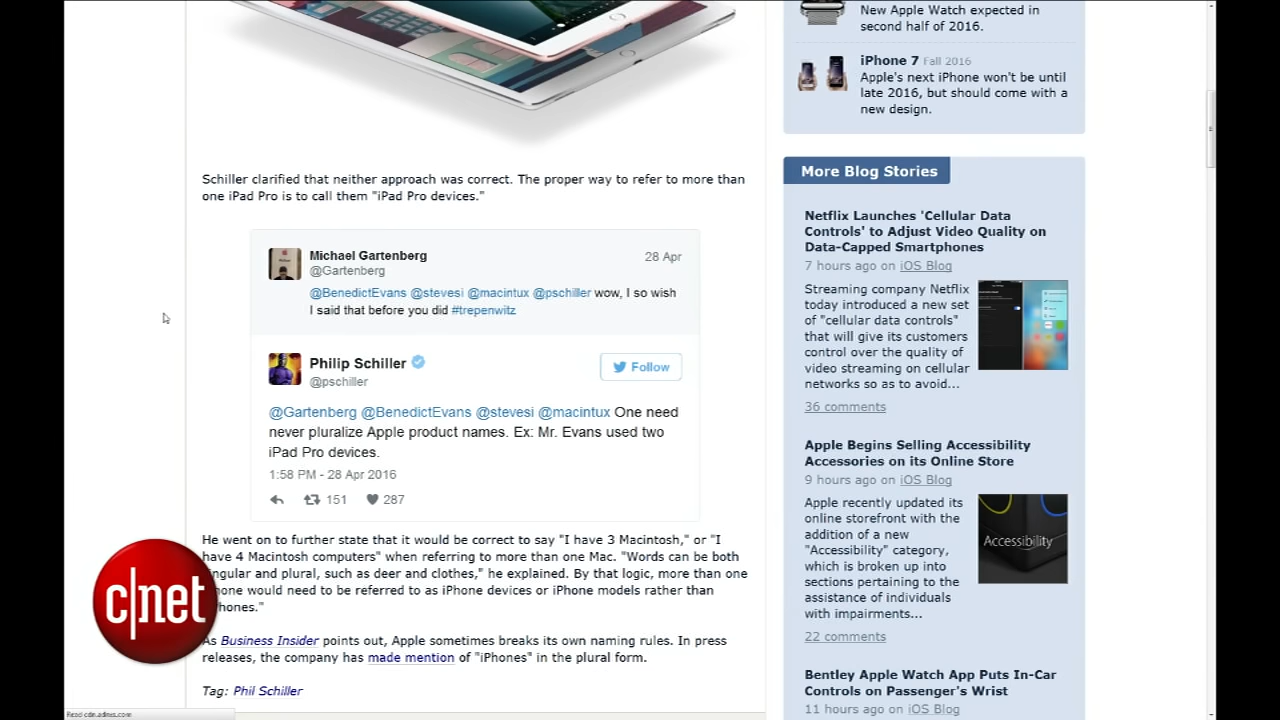 Schiller clarified that neither approach was correct. The proper way to refer to more than
one iPad Pro is to call them "iPad Pro devices."
Michael Gartenberg
28 Apr
@Gartenberg
@BenedictEvans @stevesi @macintux @pschiller wow, I so wish
I said that before you did #trepenwitz
Philip Schiller
Follow
@pschiller
@Gartenberg @BenedictEvans @stevesi @macintux One need
never pluralize Apple product names. Ex: Mr. Evans used two
iPad Pro devices.
1:58 PM - 28 Apr 2016
151
287
He went on to further state that it would be correct to say "I have 3 Macintosh," or "I
have 4 Macintosh computers" when referring to more than one Mac. "Words can be both
ngular and plural, such as deer and clothes," he explained. By that logic, more than one
hone would need to be referred to as iPhone devices or iPhone models rather than
hones."
As Business Insider points out, Apple sometimes breaks its own naming rules. In press
releases, the company has made mention of "iPhones" in the plural form.
Tag: Phil Schiller
c|net
Read cdn.adnxs.com
New Apple Watch expected in
second half of 2016.
iPhone 7 Fall 2016
Apple's next iPhone won't be until
late 2016, but should come with a
new design.
More Blog Stories
Netflix Launches 'Cellular Data
Controls' to Adjust Video Quality on
Data-Capped Smartphones
7 hours ago on iOS Blog
Streaming company Netflix
today introduced a new set
of "cellular data controls"
that will give its customers
control over the quality of
video streaming on cellular
networks so as to avoid...
36 comments
Apple Begins Selling Accessibility
Accessories on its Online Store
9 hours ago on iOS Blog
Apple recently updated its
online storefront with the
addition of a new
"Accessibility" category,
which is broken up into
sections pertaining to the
assistance of individuals
with impairments...
Accessibility
22 comments
Bentley Apple Watch App Puts In-Car
Controls on Passenger's Wrist
11 hours ago on iOS Blog